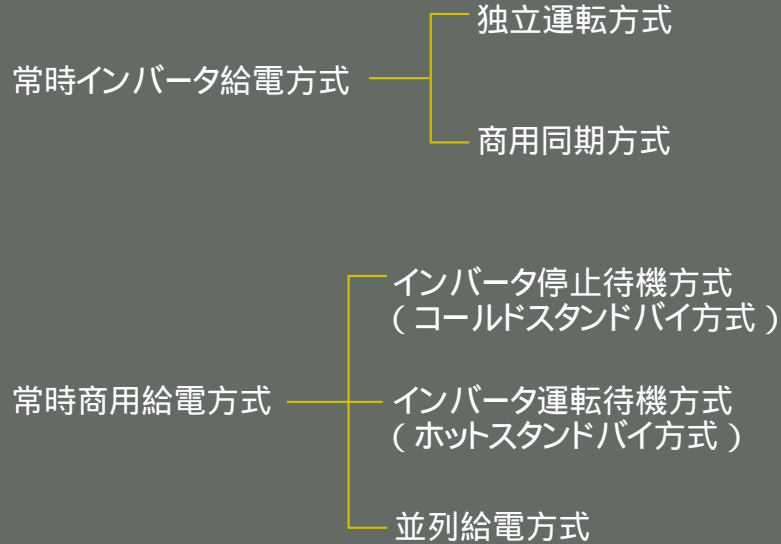 常時インバータ給電方式
独立運転方式
商用同期方式
常時商用給電方式
インバータ停止待機方式
(コールドスタンドバイ方式)
インバータ運転待機方式
(ホットスタンドバイ方式)
並列給電方式